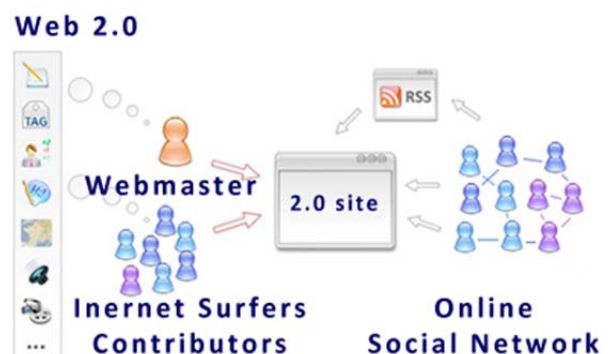 Web 2.0
TAG
RSS
Webmaster
2.0 site
Inernet Surfers
Contributors
Online
Social Network
...